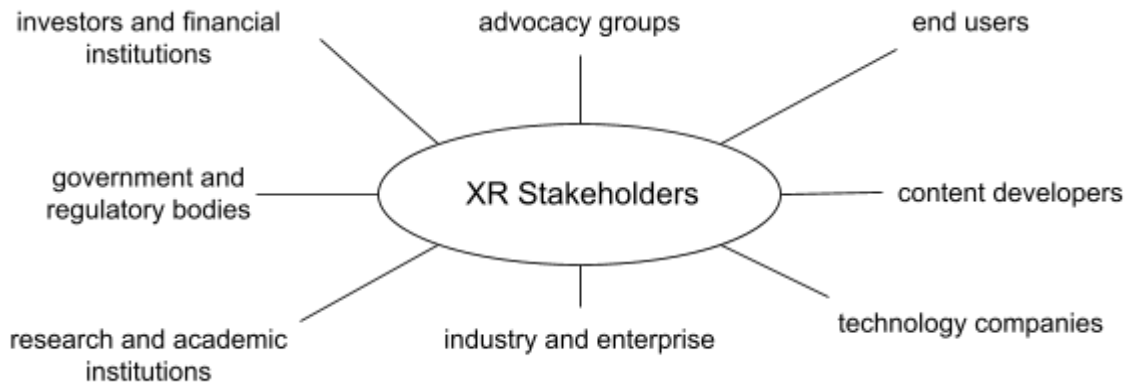 investors and financial
institutions
advocacy groups
end users
government and
regulatory bodies
XR Stakeholders
content developers
research and academic
institutions
industry and enterprise
technology companies